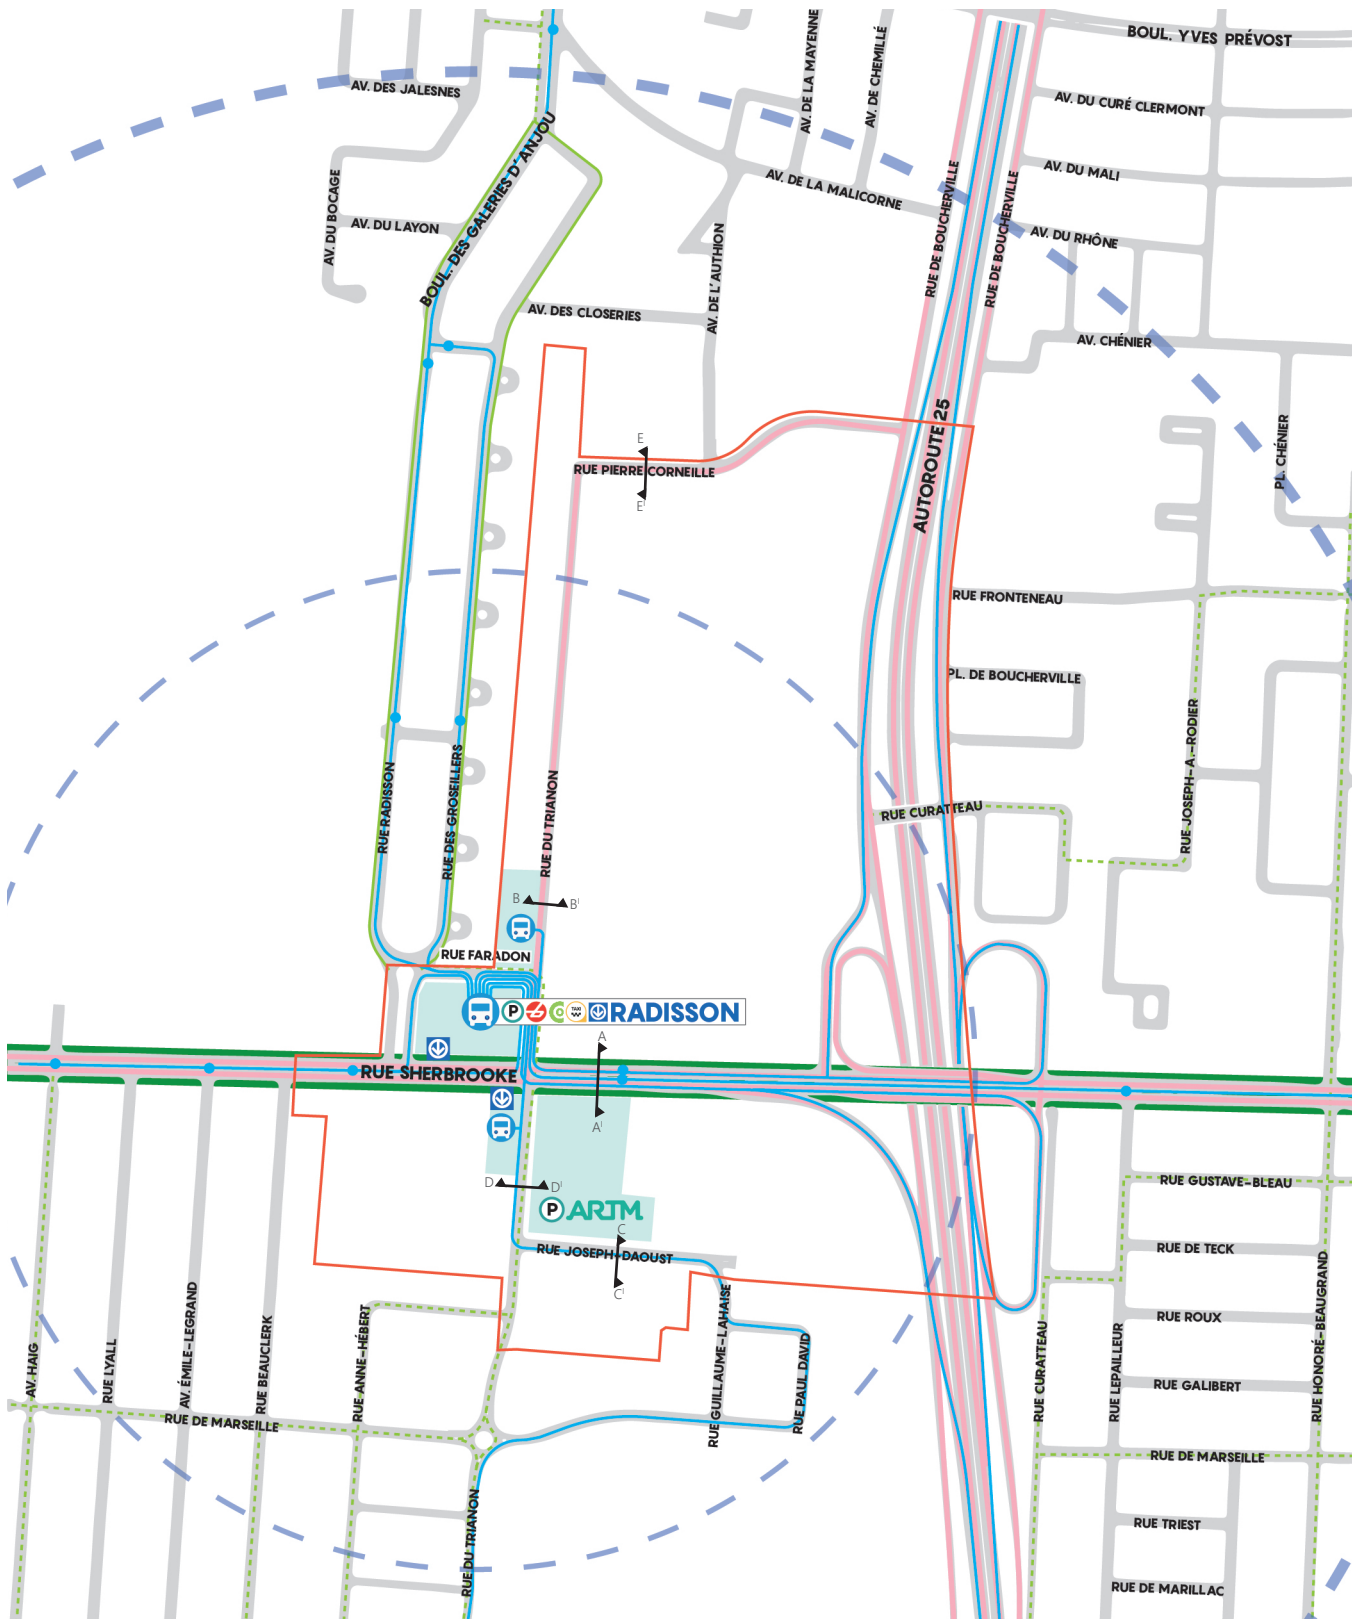 BOUL. YVES PRÉVOST
AV. DE LA MAYENNE
AV. DE CHEMILLÉ
AV. DES JALESNES
AV. DU CURÉ CLERMONT
BOUL. DES GALERIES D'ANJOU
AV. DU MALI
AV. DE LA MALICORNE
RUE DE BOUCHERVILLE
RUE DE BOUCHERVILLE
AV. DU BOCAGE
AV. DU LAYON
AV. DE L'AUTHION
AV. DU RHÔNE
AV. DES CLOSERIES
AV. CHÉNIER
PL. CHÉNIER
AUTOROUTE 25
E
RUE PIERRE CORNEILLE
E'
RUE FRONTENEAU
PL. DE BOUCHERVILLE
RUE JOSEPH-A.-RODIER
RUE RADISSON
RUE DES GROSEILLERS
RUE DU TRIANON
RUE CURATTEAU
B
B'
RUE FARADON
P
TAXI
RADISSON
A
RUE SHERBROOKE
A'
D
D'
P ARTM
C
RUE JOSEPH-DAOUST
C'
RUE GUSTAVE-BLEAU
RUE DE TECK
RUE ROUX
RUE GALIBERT
AV. HAIG
RUE LYALL
AV. ÉMILE-LEGRAND
RUE BEAUCLERK
RUE ANNE-HÉBERT
RUE GUILLAUME-LAHAISE
RUE PAUL DAVID
RUE CURATTEAU
RUE LEPAILLEUR
RUE HONORÉ-BEAUGRAND
RUE DE MARSEILLE
RUE DE MARSEILLE
RUE DU TRIANON
RUE TRIEST
RUE DE MARILLAC